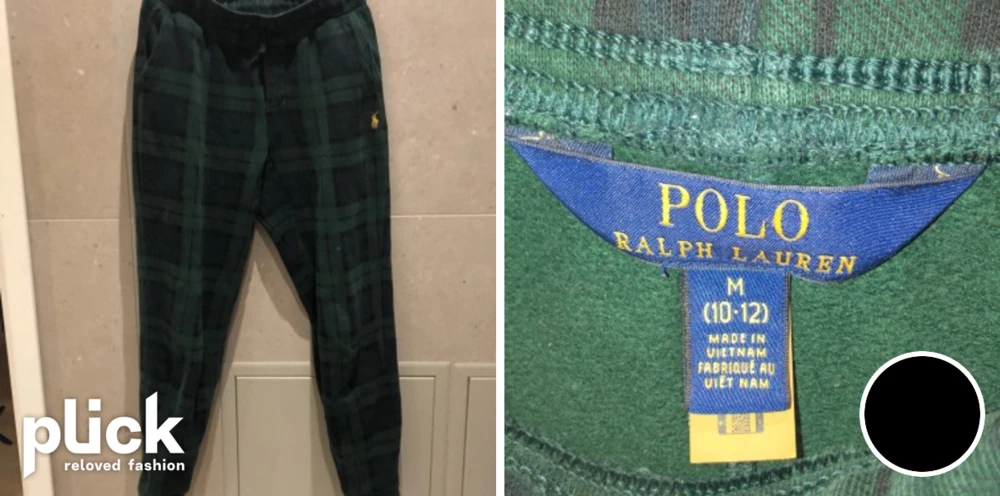 plick
reloved fashion
POLO
RALPH LAUREN
M
(10-12)
MADE IN
VIETNAM
FABRIQUÉ AU
VIÊT NAM